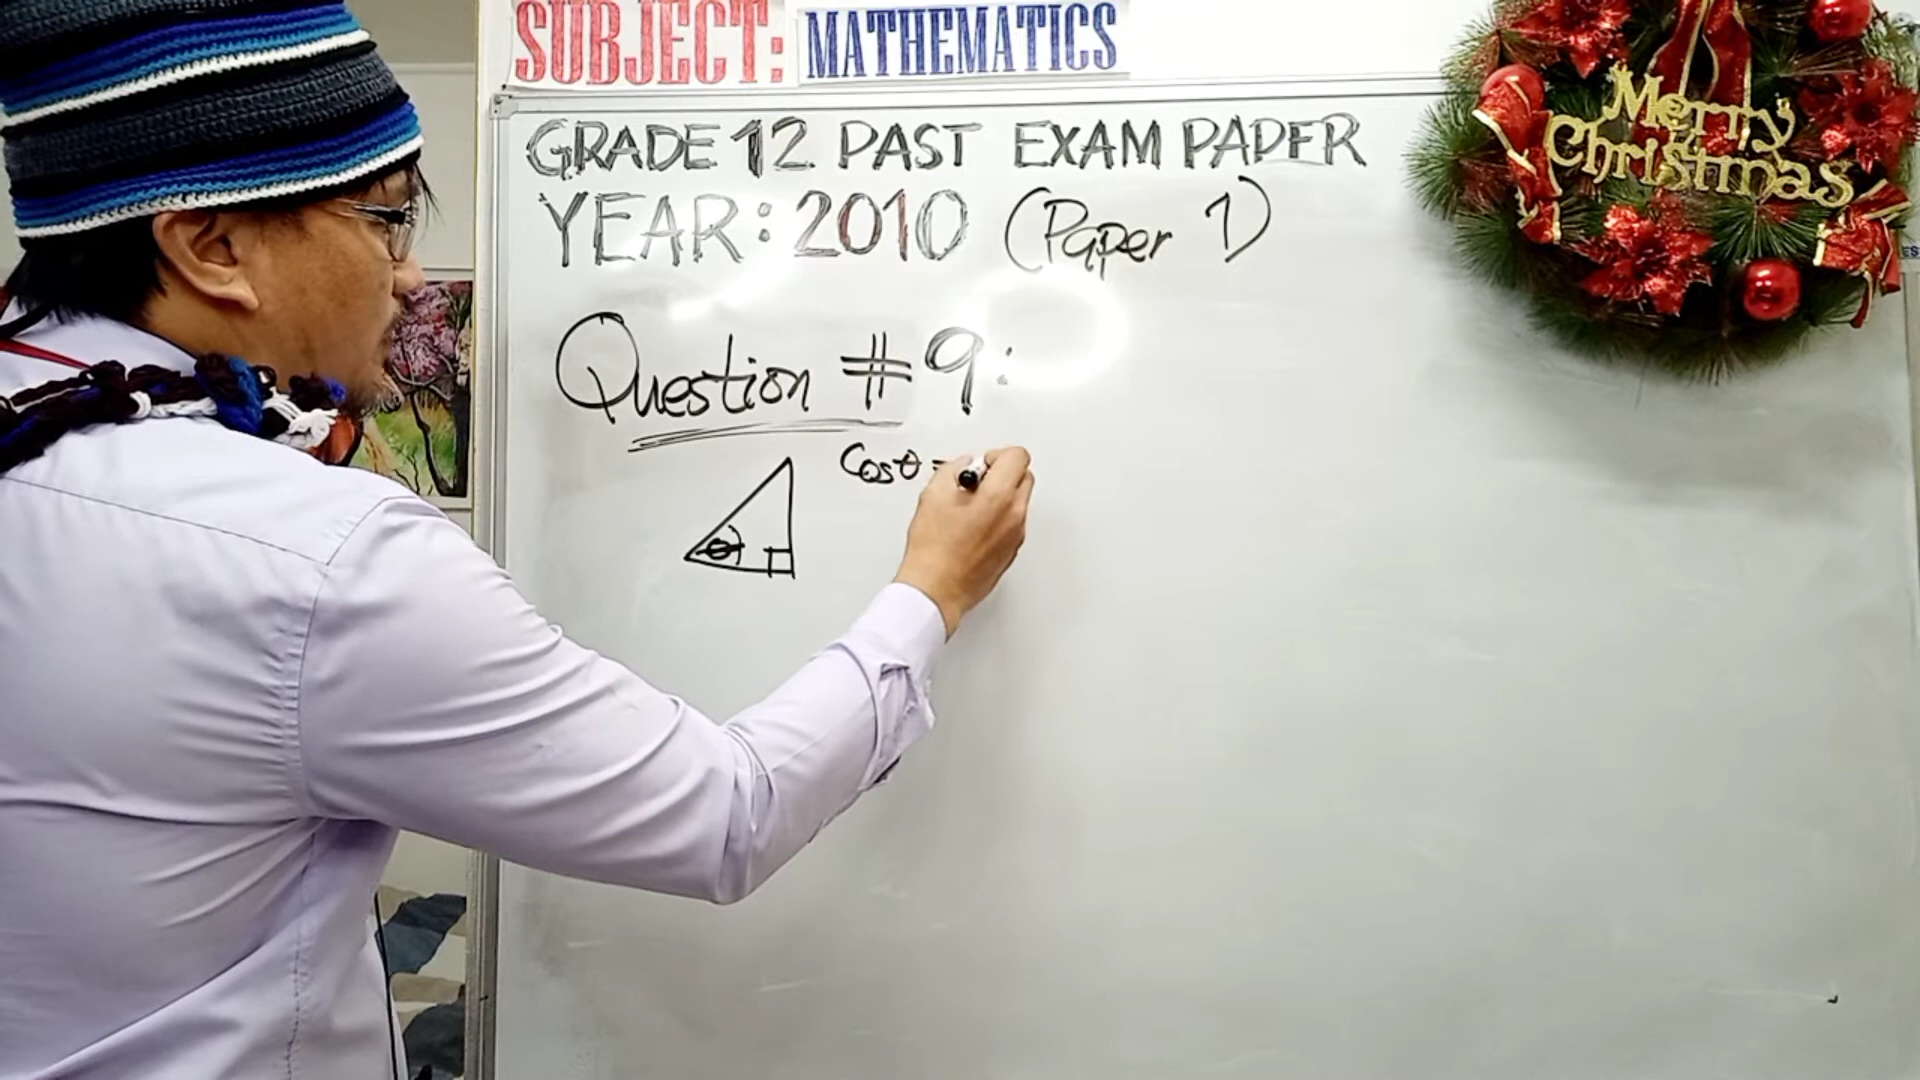 SUBJECT: MATHEMATICS
GRADE 12 PAST EXAM PAPER
YEAR: 2010 (Paper 1)
Question # 9:
Cosθ =
θ
Merry
Christmas